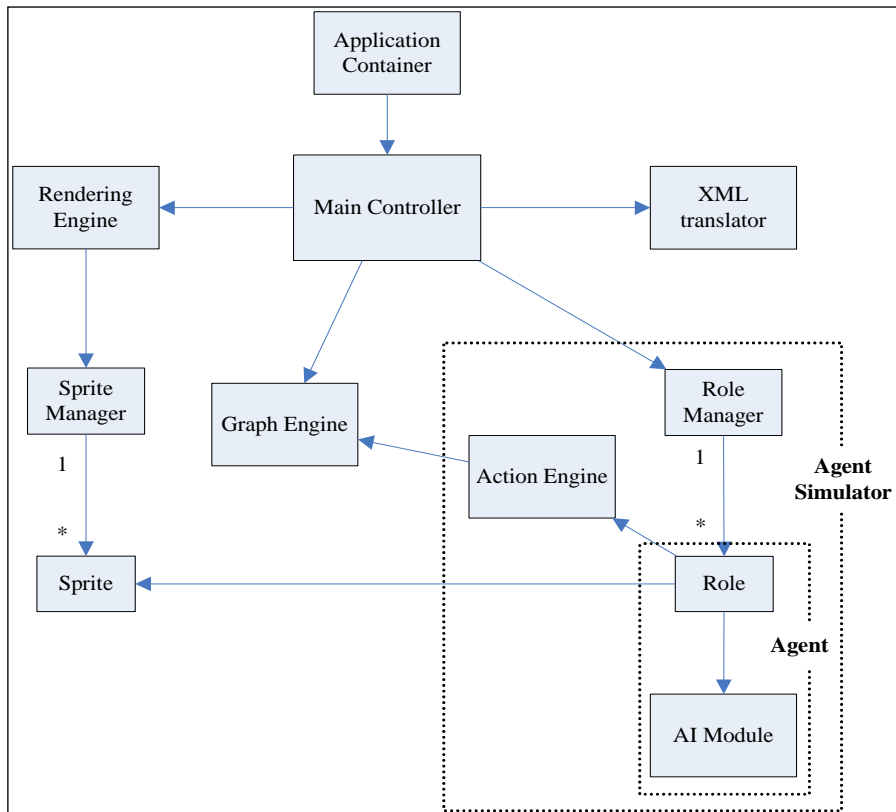 Application
Container
Rendering
Engine
Main Controller
XML
translator
Sprite
Manager
Graph Engine
Role
Manager
1
1
Action Engine
Agent
Simulator
*
*
Sprite
Role
Agent
AI Module